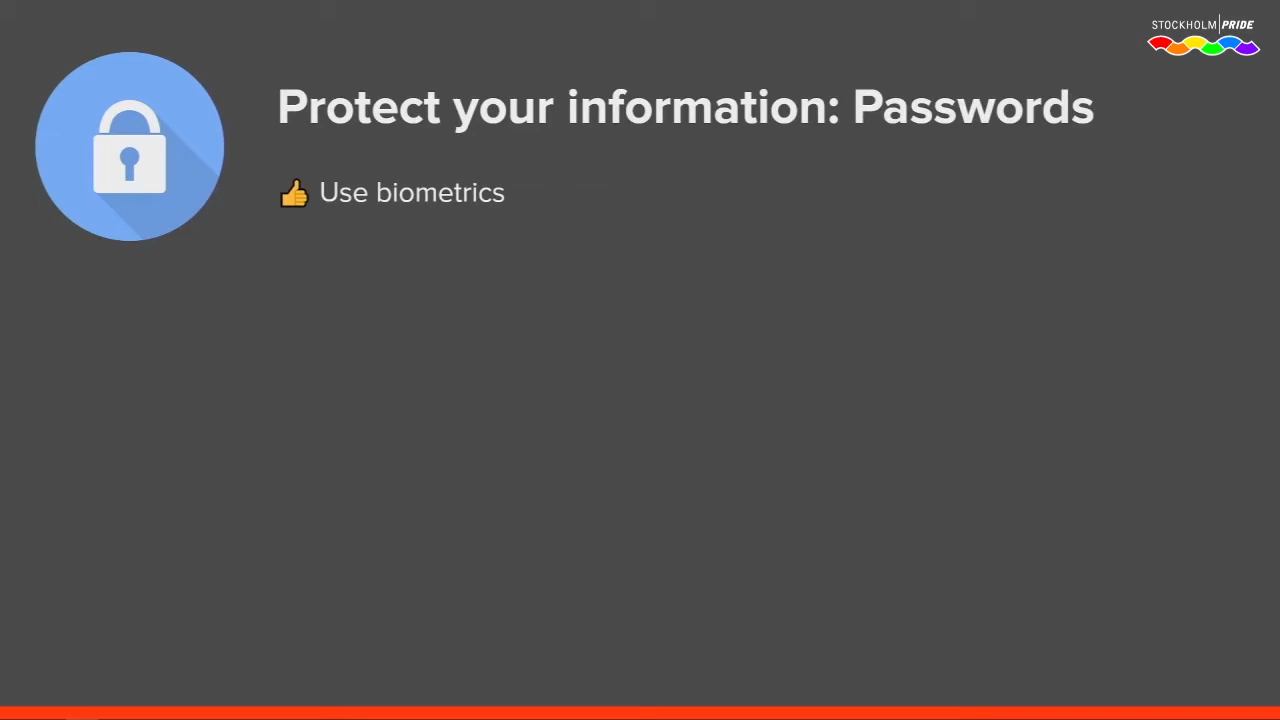 STOCKHOLM PRIDE
Protect your information: Passwords
👍 Use biometrics